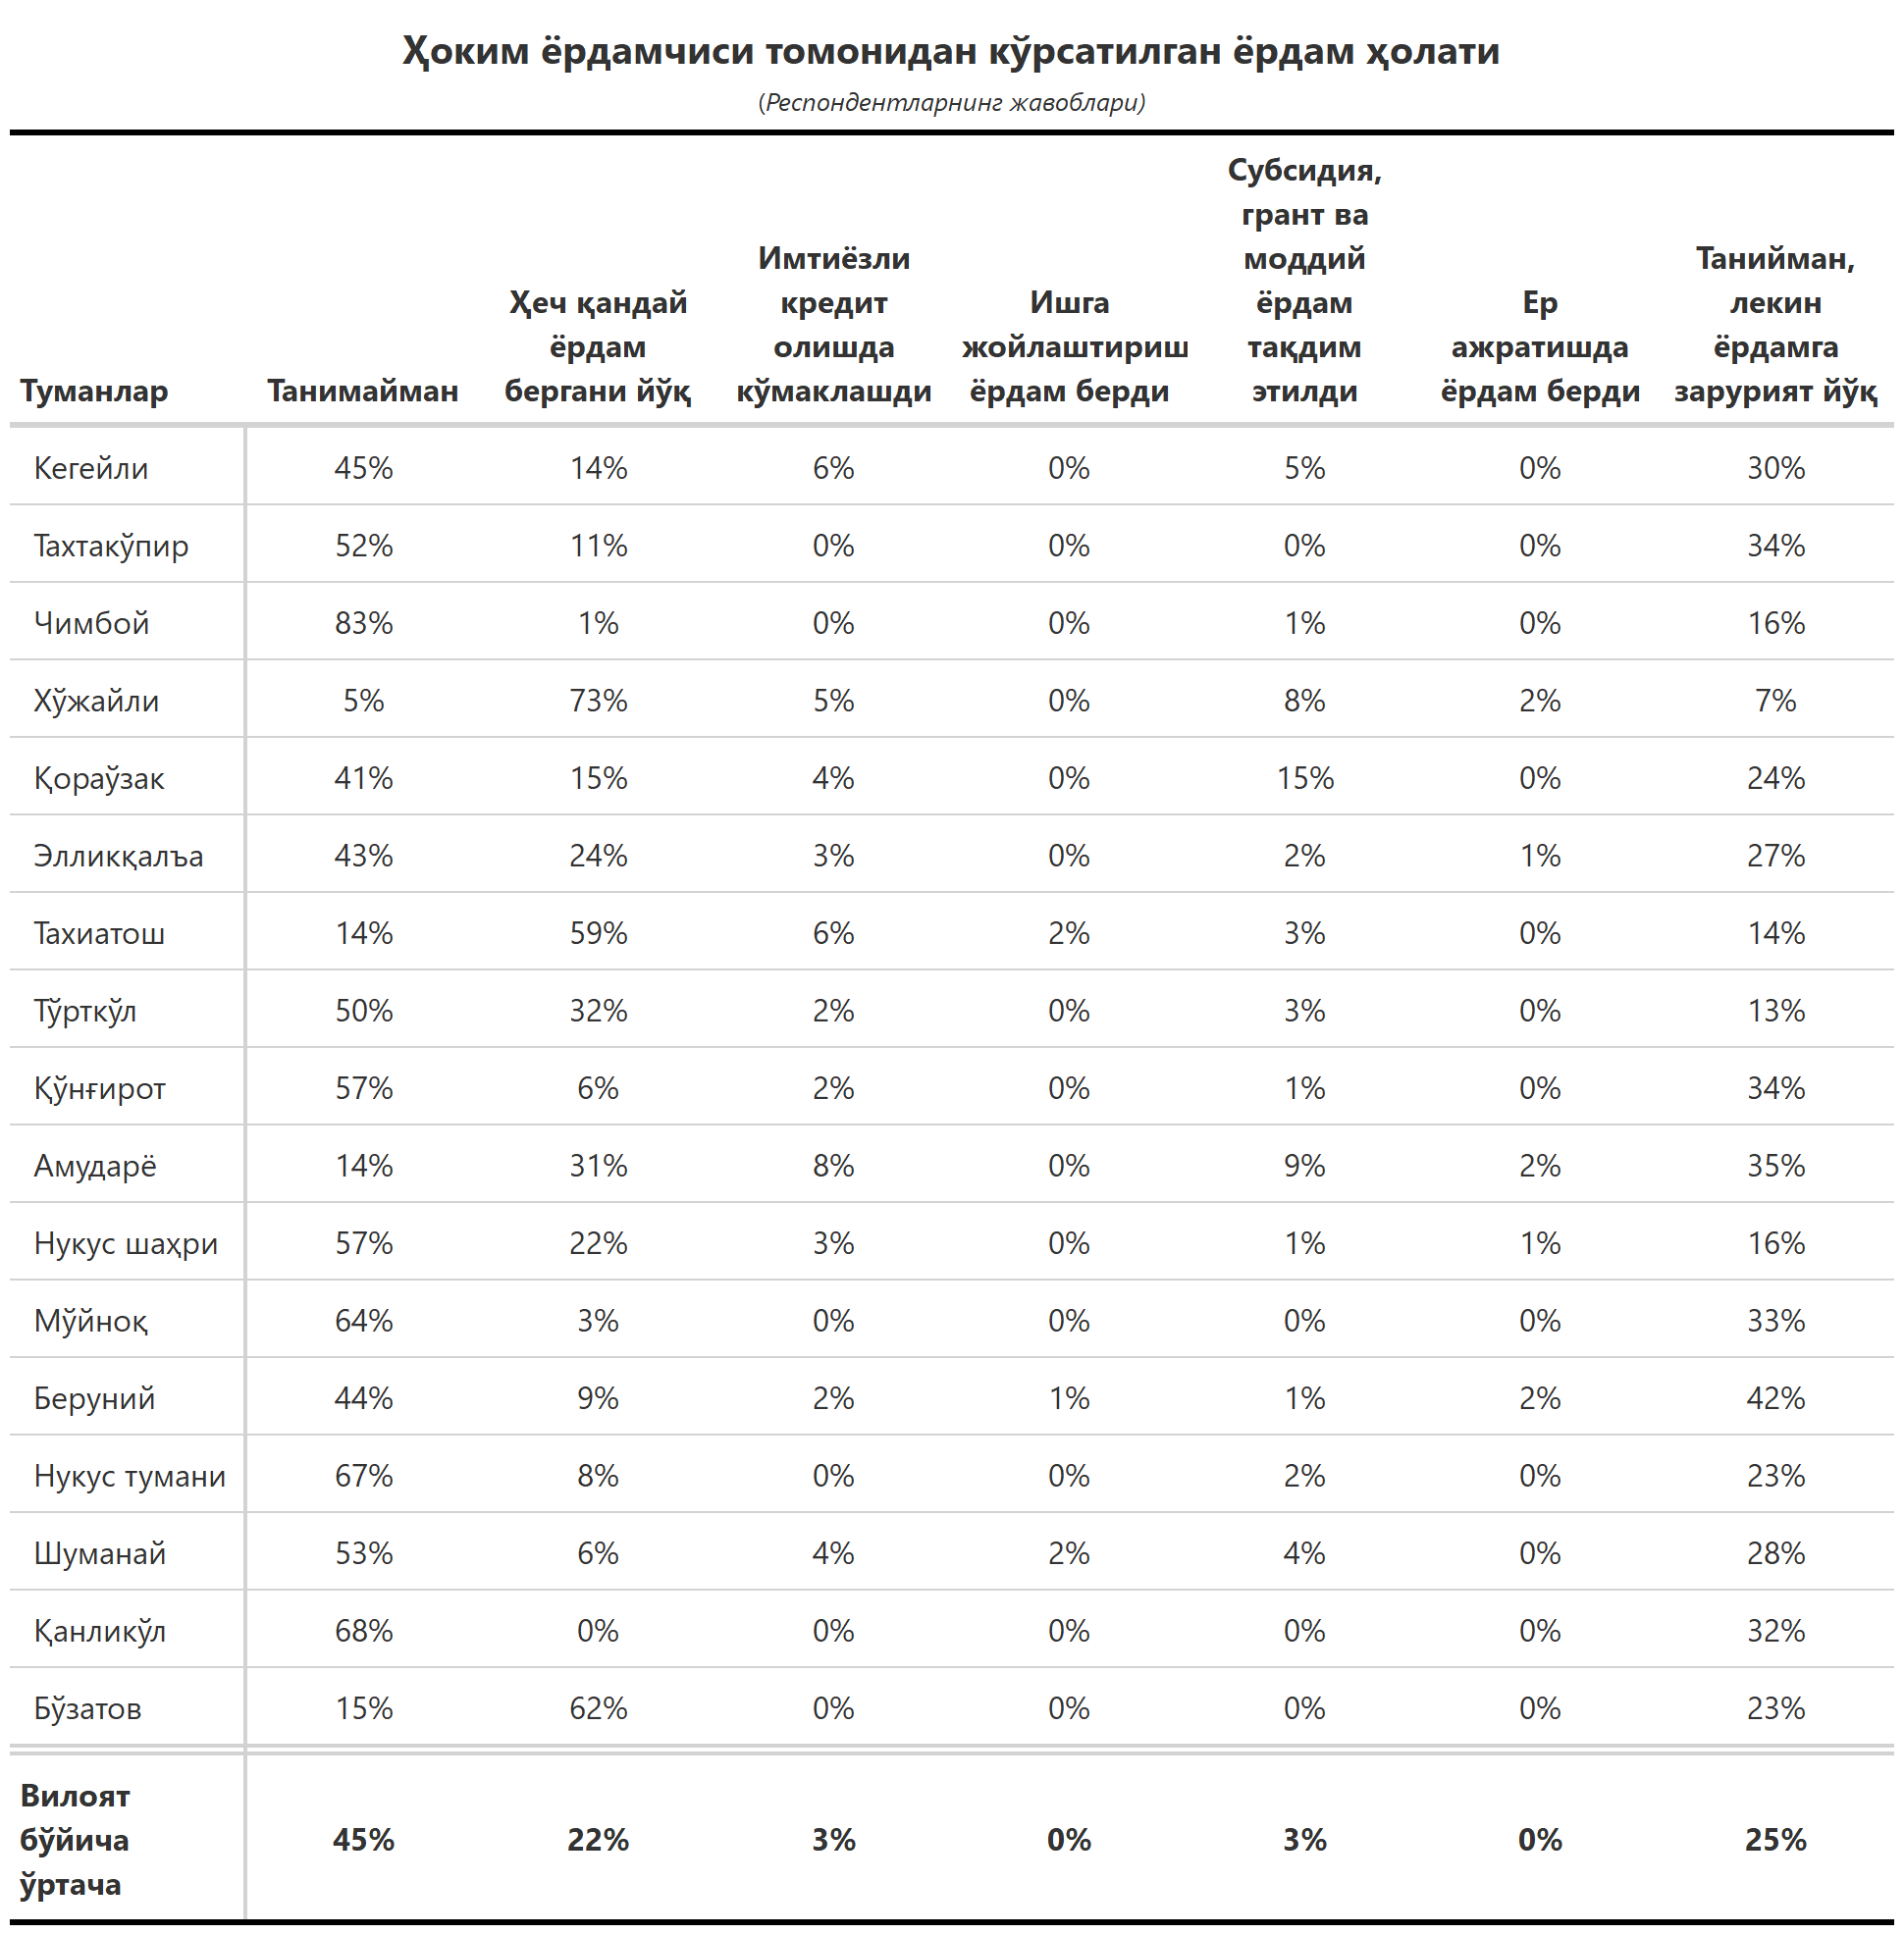 Ҳоким ёрдамчиси томонидан кўрсатилган ёрдам ҳолати
(Респондентларнинг жавоблари)
Туманлар Танимайман Ҳеч қандай ёрдам бергани йўқ Имтиёзли кредит олишда кўмаклашди Ишга жойлаштириш ёрдам берди Субсидия, грант ва моддий ёрдам тақдим этилди Ер ажратишда ёрдам берди Танийман, лекин ёрдамга зарурият йўқ
Кегейли 45% 14% 6% 0% 5% 0% 30%
Тахтакўпир 52% 11% 0% 0% 0% 0% 34%
Чимбой 83% 1% 0% 0% 1% 0% 16%
Хўжайли 5% 73% 5% 0% 8% 2% 7%
Қораўзак 41% 15% 4% 0% 15% 0% 24%
Элликқалъа 43% 24% 3% 0% 2% 1% 27%
Тахиатош 14% 59% 6% 2% 3% 0% 14%
Тўрткўл 50% 32% 2% 0% 3% 0% 13%
Қўнғирот 57% 6% 2% 0% 1% 0% 34%
Амударё 14% 31% 8% 0% 9% 2% 35%
Нукус шаҳри 57% 22% 3% 0% 1% 1% 16%
Мўйноқ 64% 3% 0% 0% 0% 0% 33%
Беруний 44% 9% 2% 1% 1% 2% 42%
Нукус тумани 67% 8% 0% 0% 2% 0% 23%
Шуманай 53% 6% 4% 2% 4% 0% 28%
Қанликўл 68% 0% 0% 0% 0% 0% 32%
Бўзатов 15% 62% 0% 0% 0% 0% 23%
Вилоят бўйича ўртача 45% 22% 3% 0% 3% 0% 25%